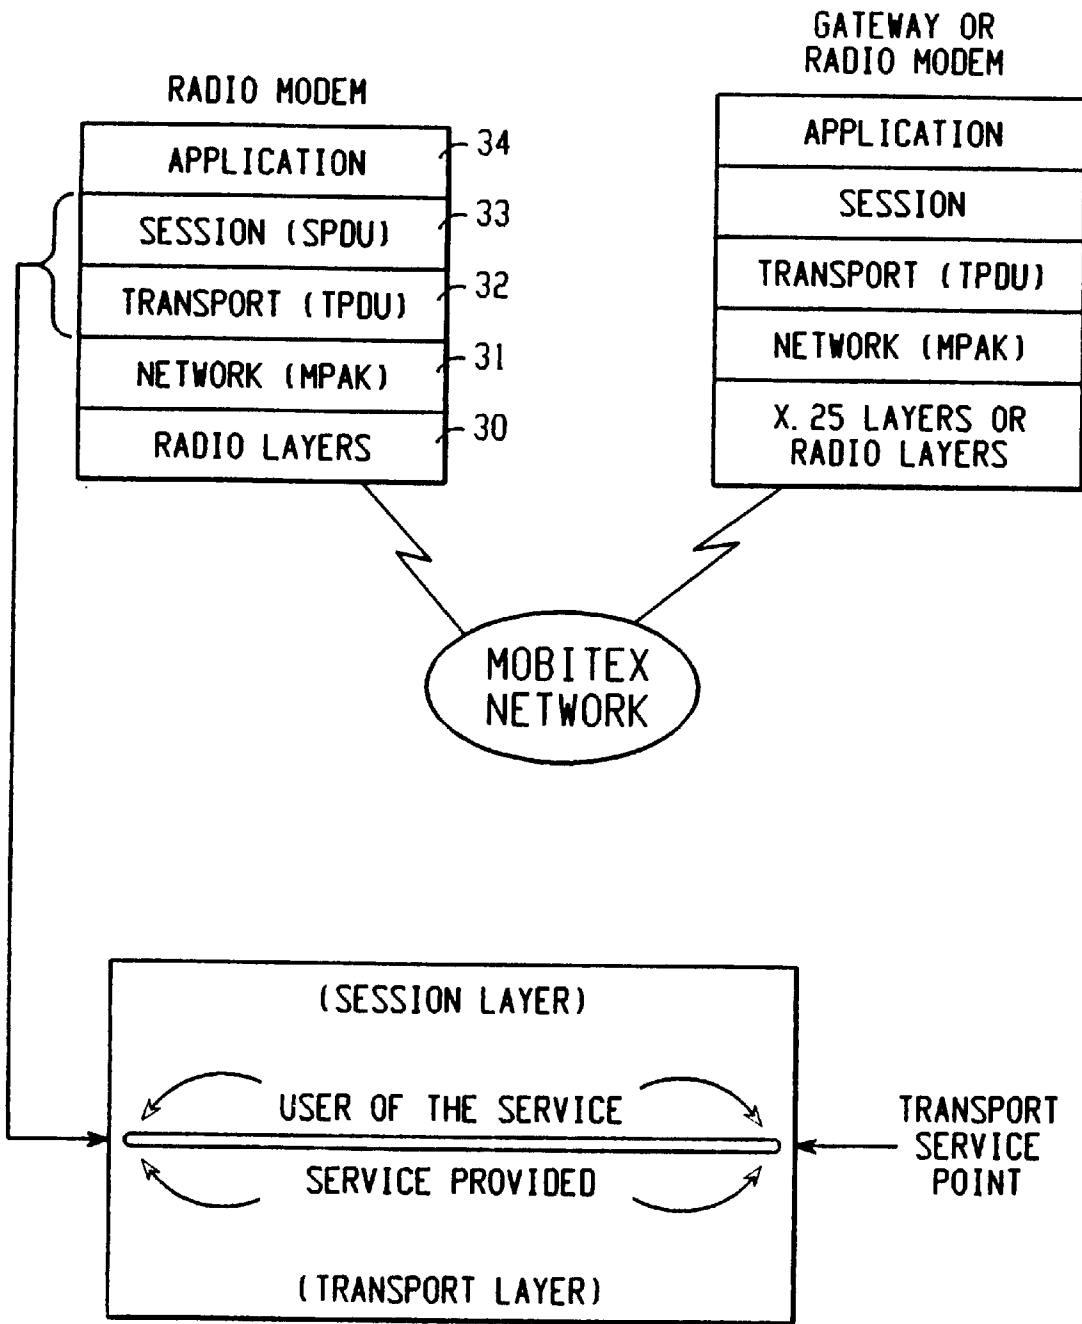 RADIO MODEM
APPLICATION
34
SESSION (SPDU)
33
TRANSPORT (TPDU)
32
NETWORK (MPAK)
31
RADIO LAYERS
30
GATEWAY OR
RADIO MODEM
APPLICATION
SESSION
TRANSPORT (TPDU)
NETWORK (MPAK)
X.25 LAYERS OR
RADIO LAYERS
MOBITEX
NETWORK
(SESSION LAYER)
USER OF THE SERVICE
SERVICE PROVIDED
(TRANSPORT LAYER)
TRANSPORT
SERVICE
POINT